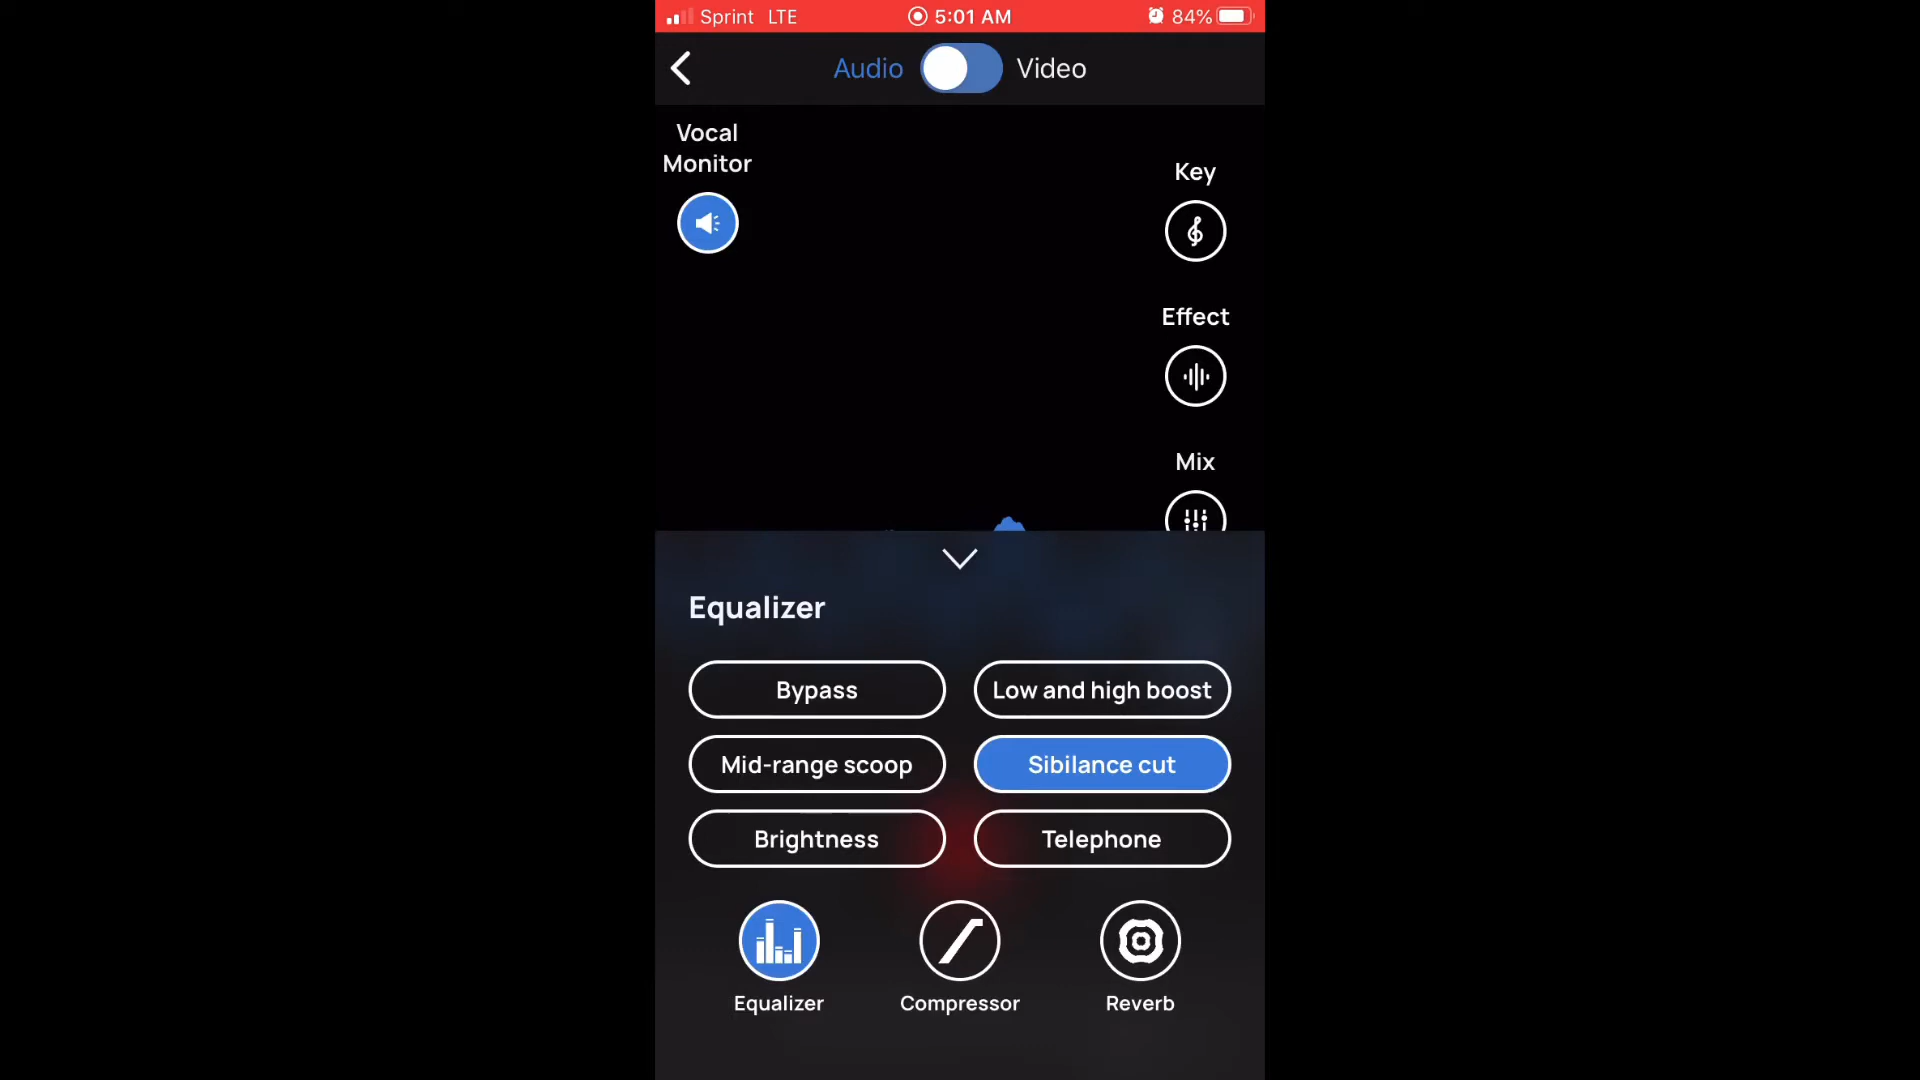 Sprint LTE 5:01 AM 84%
Audio Video
Vocal
Monitor
Key
Effect
Mix
Equalizer
Bypass Low and high boost
Mid-range scoop Sibilance cut
Brightness Telephone
Equalizer Compressor Reverb